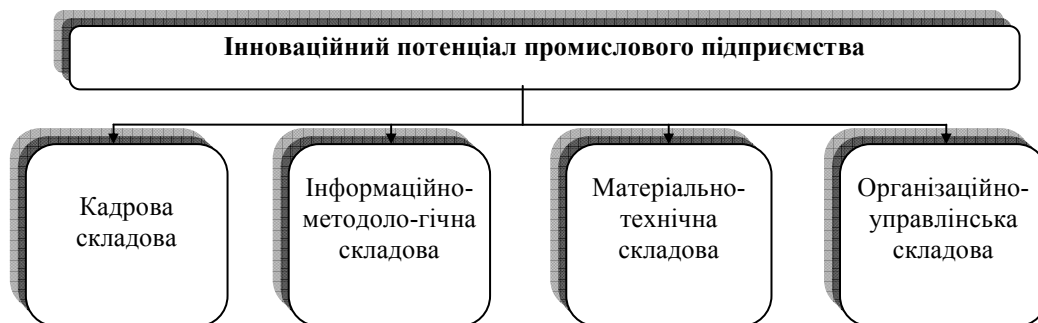 Інноваційний потенціал промислового підприємства
Кадрова
складова
Інформаційно-
методоло-гічна
складова
Матеріально-
технічна
складова
Організаційно-
управлінська
складова